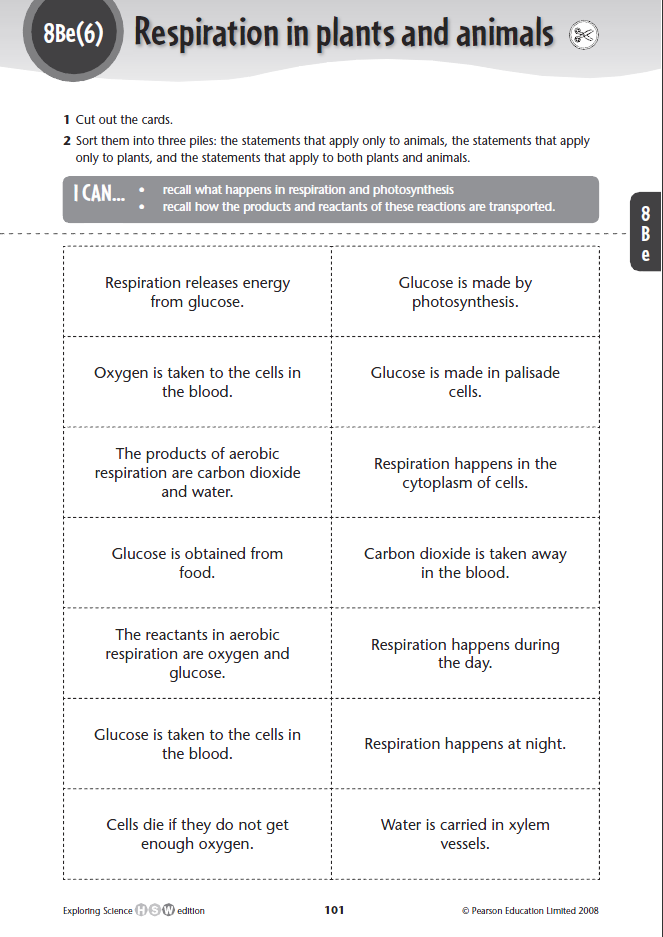 8Be(6)
Respiration in plants and animals
1 Cut out the cards.
2 Sort them into three piles: the statements that apply only to animals, the statements that apply
only to plants, and the statements that apply to both plants and animals.
I CAN...
• recall what happens in respiration and photosynthesis
• recall how the products and reactants of these reactions are transported.
8
B
e
Respiration releases energy
from glucose.
Glucose is made by
photosynthesis.
Oxygen is taken to the cells in
the blood.
Glucose is made in palisade
cells.
The products of aerobic
respiration are carbon dioxide
and water.
Respiration happens in the
cytoplasm of cells.
Glucose is obtained from
food.
Carbon dioxide is taken away
in the blood.
The reactants in aerobic
respiration are oxygen and
glucose.
Respiration happens during
the day.
Glucose is taken to the cells in
the blood.
Respiration happens at night.
Cells die if they do not get
enough oxygen.
Water is carried in xylem
vessels.
Exploring Science HSW edition
101
© Pearson Education Limited 2008